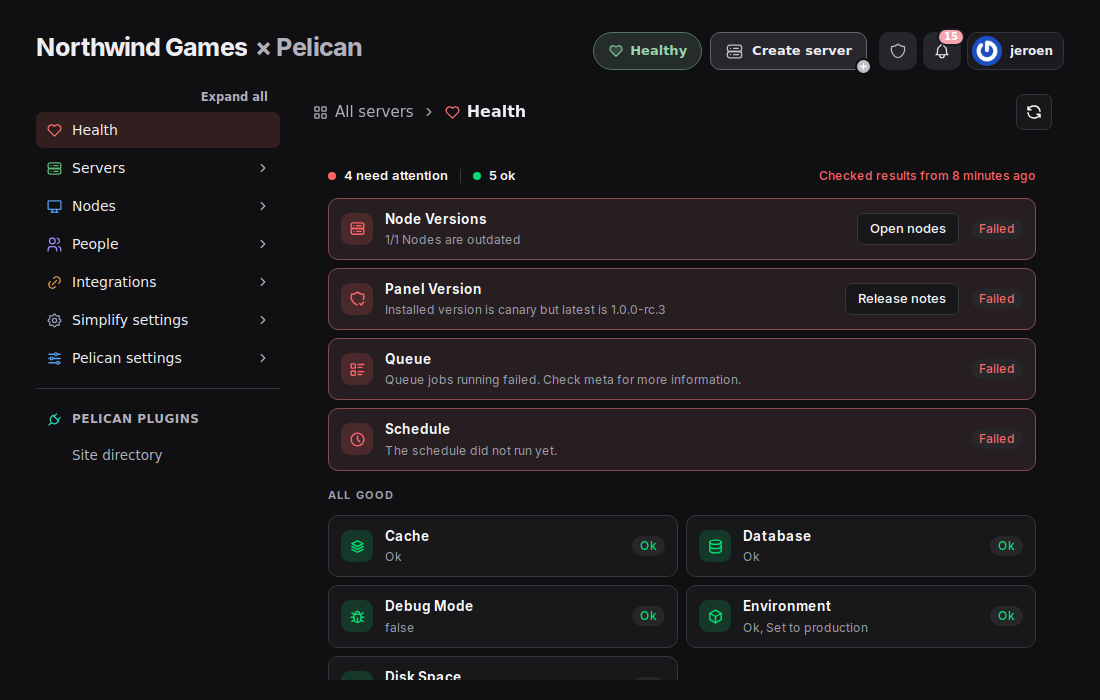 Northwind Games × Pelican
Healthy
Create server
15
jeroen
Expand all
Health
Servers
Nodes
People
Integrations
Simplify settings
Pelican settings
PELICAN PLUGINS
Site directory
All servers > Health
4 need attention
5 ok
Checked results from 8 minutes ago
Node Versions
1/1 Nodes are outdated
Open nodes
Failed
Panel Version
Installed version is canary but latest is 1.0.0-rc.3
Release notes
Failed
Queue
Queue jobs running failed. Check meta for more information.
Failed
Schedule
The schedule did not run yet.
Failed
ALL GOOD
Cache
Ok
Ok
Database
Ok
Ok
Debug Mode
false
Ok
Environment
Ok, Set to production
Ok
Disk Space